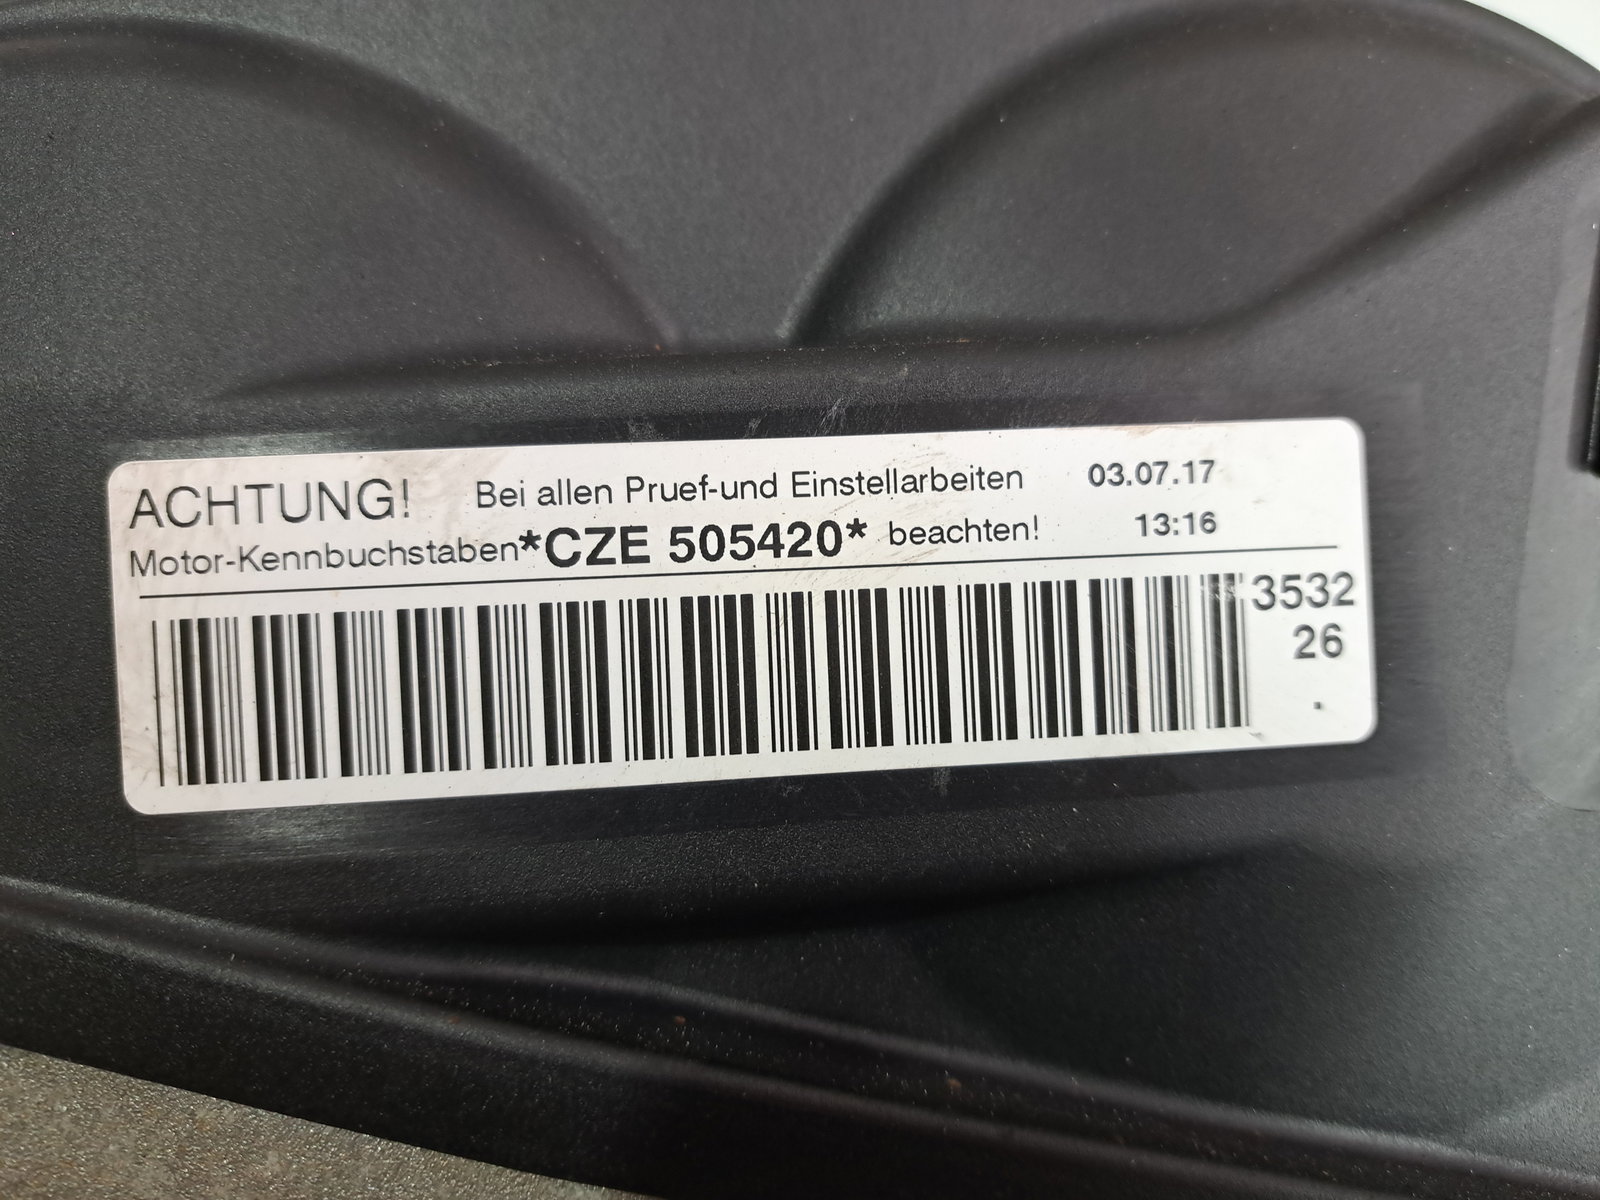 ACHTUNG! Bei allen Pruef-und Einstellarbeiten 03.07.17
Motor-Kennbuchstaben*CZE 505420* beachten! 13:16
3532
26
.